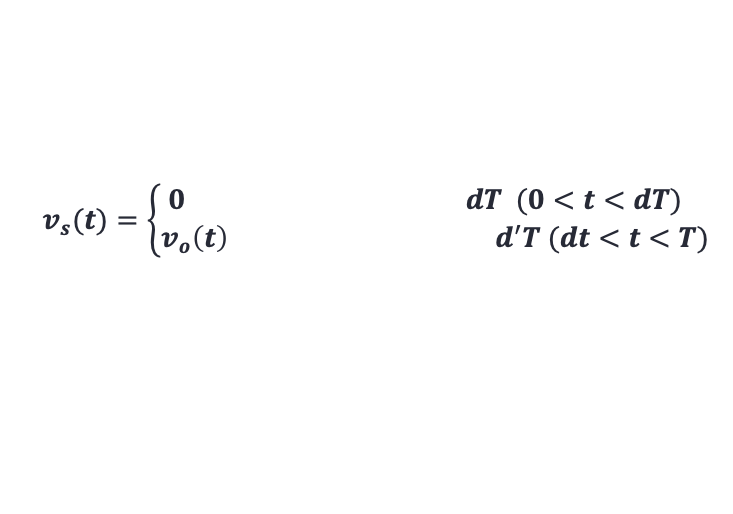 v_s(t) = { 0 dT (0 < t < dT)
v_o(t) d'T (dt < t < T)